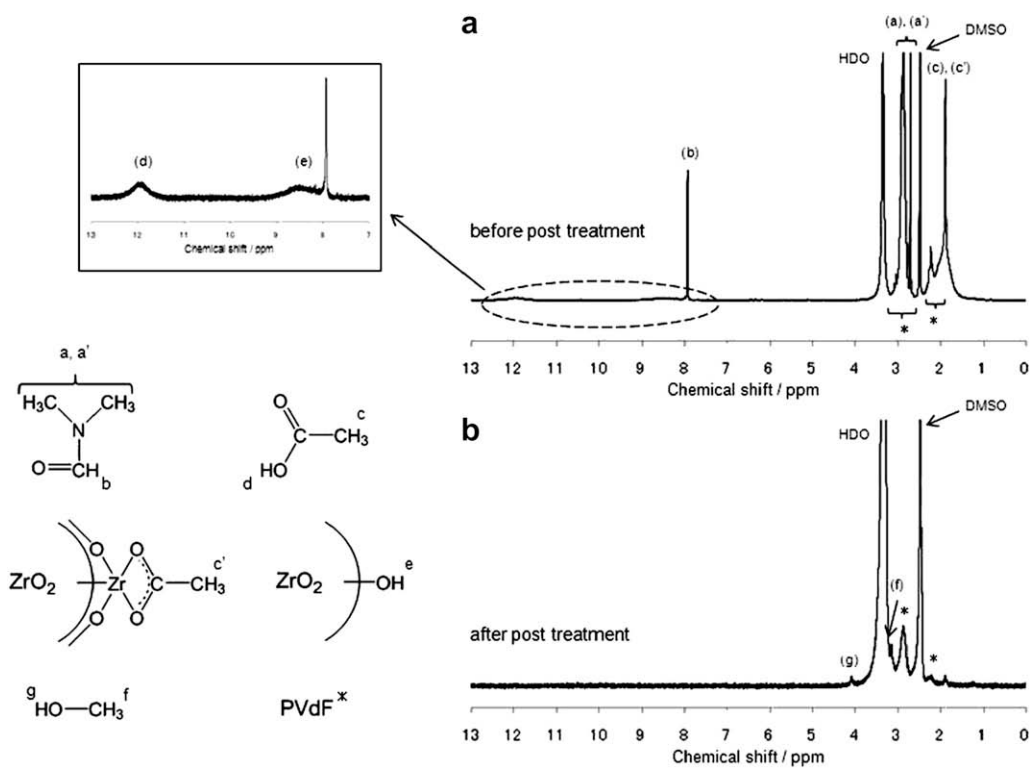 a
(a), (a')
DMSO
HDO
(c), (c')
(b)
before post treatment
*
*
13 12 11 10 9 8 7 6 5 4 3 2 1 0
Chemical shift / ppm
(d)
(e)
13 12 11 10 9 8 7
Chemical shift / ppm
b
DMSO
HDO
(f)
*
after post treatment
(g)
*
13 12 11 10 9 8 7 6 5 4 3 2 1 0
Chemical shift / ppm
a, a'
H₃C CH₃
N
O CH
b
O c
C CH₃
HO
d
O O c'
ZrO₂ Zr C CH₃
O O
ZrO₂ OH e
g HO—CH₃ f
PVdF*